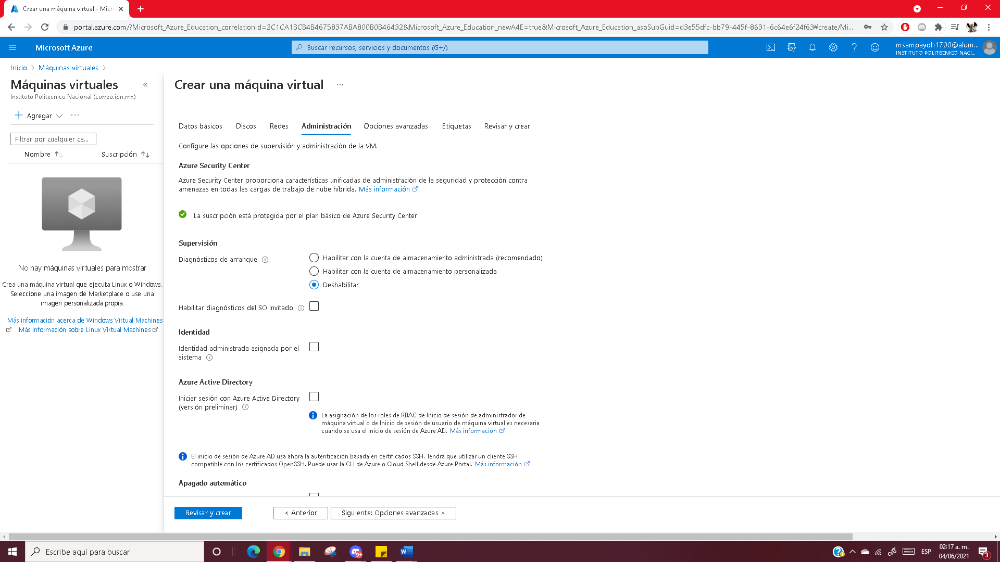 Crear una máquina virtual - Micr
portal.azure.com/?Microsoft_Azure_Education_correlationId=2C1CA1BCB4B4675837ABA800B0B46432&Microsoft_Azure_Education_newA4E=true&Microsoft_Azure_Education_asoSubGuid=d3e55dfc-bb79-445f-8631-6c64e6f24f63#create/Mi...
Microsoft Azure
Buscar recursos, servicios y documentos (G+/)
msampayoh1700@alum...
INSTITUTO POLITECNICO NACI...
Inicio
Máquinas virtuales
Máquinas virtuales
Instituto Politecnico Nacional (correo.ipn.mx)
Agregar
Filtrar por cualquier ca...
Nombre
Suscripción
No hay máquinas virtuales para mostrar
Crea una máquina virtual que ejecuta Linux o Windows.
Seleccione una imagen de Marketplace o use una
imagen personalizada propia.
Más información acerca de Windows Virtual Machines
Más información sobre Linux Virtual Machines
Crear una máquina virtual ...
Datos básicos Discos Redes Administración Opciones avanzadas Etiquetas Revisar y crear
Configure las opciones de supervisión y administración de la VM.
Azure Security Center
Azure Security Center proporciona características unificadas de administración de la seguridad y protección contra
amenazas en todas las cargas de trabajo de nube híbrida. Más información
La suscripción está protegida por el plan básico de Azure Security Center.
Supervisión
Diagnósticos de arranque
Habilitar con la cuenta de almacenamiento administrada (recomendado)
Habilitar con la cuenta de almacenamiento personalizada
Deshabilitar
Habilitar diagnósticos del SO invitado
Identidad
Identidad administrada asignada por el
sistema
Azure Active Directory
Iniciar sesión con Azure Active Directory
(versión preliminar)
La asignación de los roles de RBAC de Inicio de sesión de administrador de
máquina virtual o de Inicio de sesión de usuario de máquina virtual es necesaria
cuando se usa el inicio de sesión de Azure AD. Más información
El inicio de sesión de Azure AD usa ahora la autenticación basada en certificados SSH. Tendrá que utilizar un cliente SSH
compatible con los certificados OpenSSH. Puede usar la CLI de Azure o Cloud Shell desde Azure Portal. Más información
Apagado automático
Revisar y crear
< Anterior
Siguiente: Opciones avanzadas >
Escribe aquí para buscar
9+
ESP
02:17 a. m.
04/06/2021
3